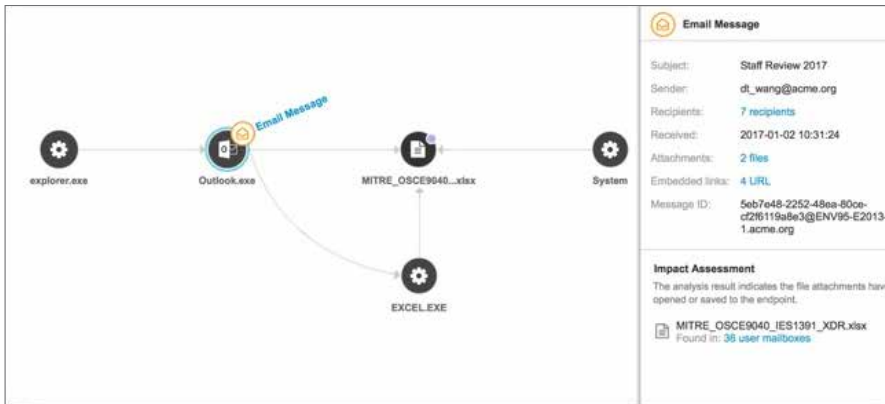 Email Message
explorer.exe
Outlook.exe
MITRE_OSCE9040...xlsx
System
EXCEL.EXE
Email Message
Subject: Staff Review 2017
Sender: dt_wang@acme.org
Recipients: 7 recipients
Received: 2017-01-02 10:31:24
Attachments: 2 files
Embedded links: 4 URL
Message ID: 5eb7e48-2252-48ea-80ce-
cf2f6119a8e3@ENV95-E2013-
1.acme.org
Impact Assessment
The analysis result indicates the file attachments hav
opened or saved to the endpoint.
MITRE_OSCE9040_IES1391_XDR.xlsx
Found in: 38 user mailboxes